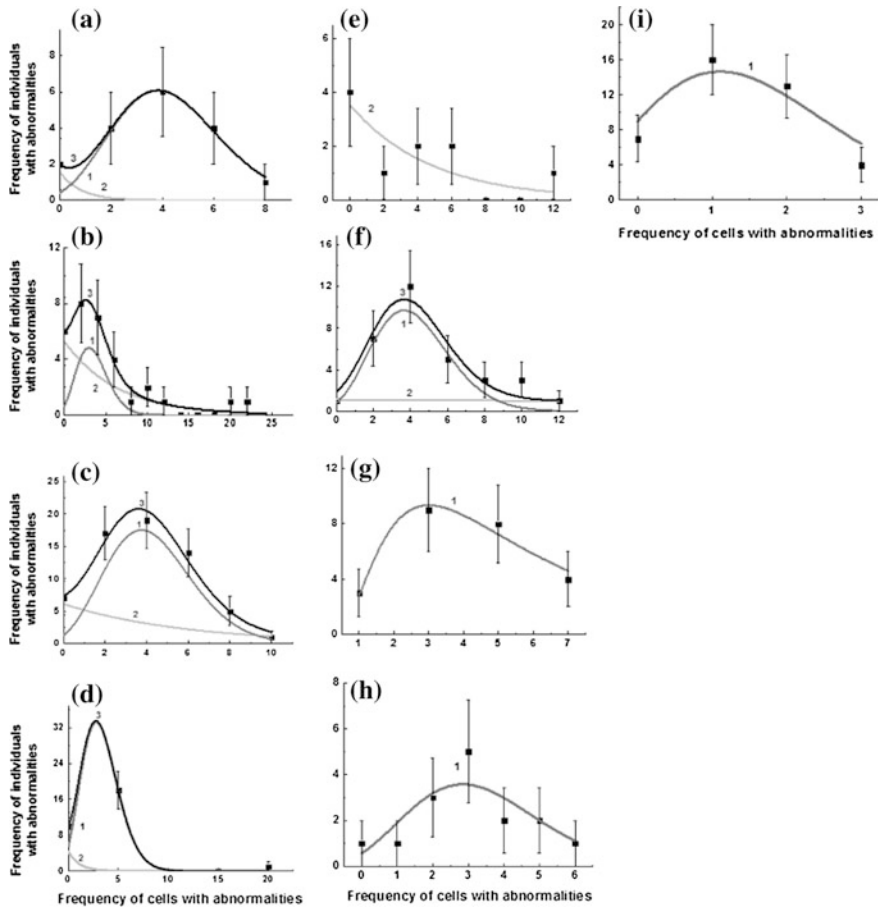 (a)
Frequency of individuals
with abnormalities
8
6
4
2
0
3
1
2
0 2 4 6 8
(e)
6
4
2
0
2
0 2 4 6 8 10 12
(i)
20
16
12
8
4
0
1
0 1 2 3
Frequency of cells with abnormalities
(b)
Frequency of individuals
with abnormalities
12
8
4
0
3
1
2
0 5 10 15 20 25
(f)
16
12
8
4
0
3
1
2
0 2 4 6 8 10 12
(c)
Frequency of individuals
with abnormalities
25
20
15
10
5
0
3
1
2
0 2 4 6 8 10
(g)
12
8
4
0
1
1 2 3 4 5 6 7
(d)
Frequency of individuals
with abnormalities
32
24
16
8
0
3
1
2
0 5 10 15 20
Frequency of cells with abnormalities
(h)
8
6
4
2
0
1
0 1 2 3 4 5 6
Frequency of cells with abnormalities